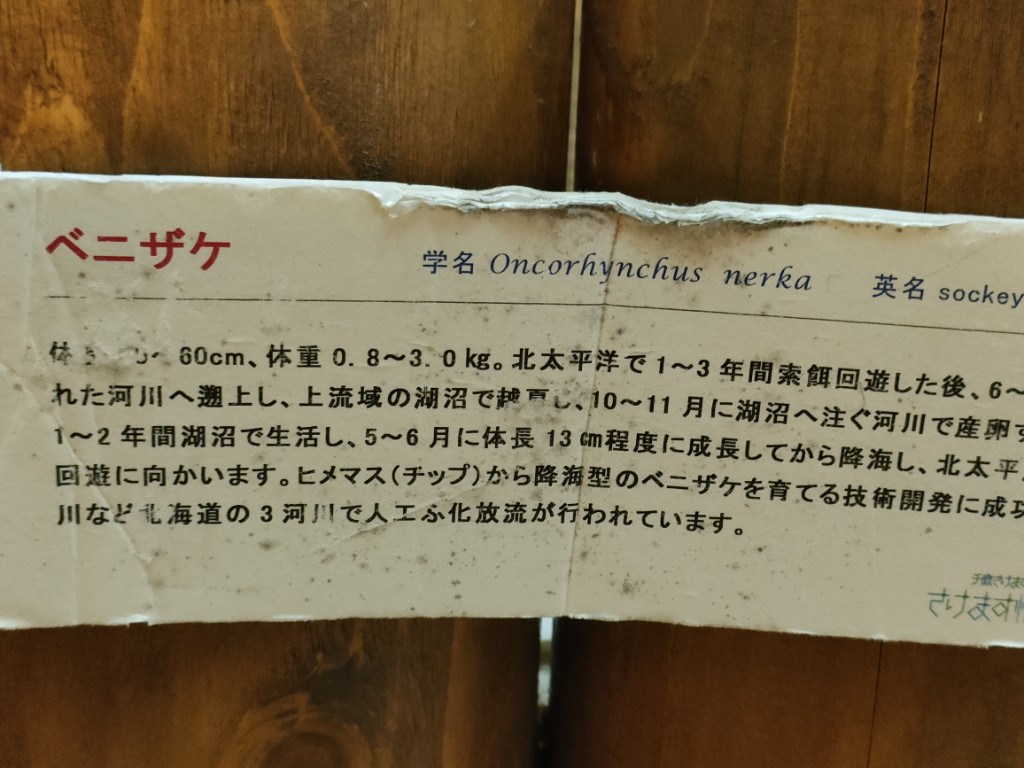 ベニザケ 学名 Oncorhynchus nerka 英名 sockey
体 60cm、体重 0.8～3.0kg。北太平洋で1～3年間索餌回遊した後、6～
れた河川へ遡上し、上流域の湖沼で越夏し、10～11月に湖沼へ注ぐ河川で産卵す
1～2年間湖沼で生活し、5～6月に体長13㎝程度に成長してから降海し、北太平
回遊に向かいます。ヒメマス(チップ)から降海型のベニザケを育てる技術開発に成功
川など北海道の3河川で人工ふ化放流が行われています。